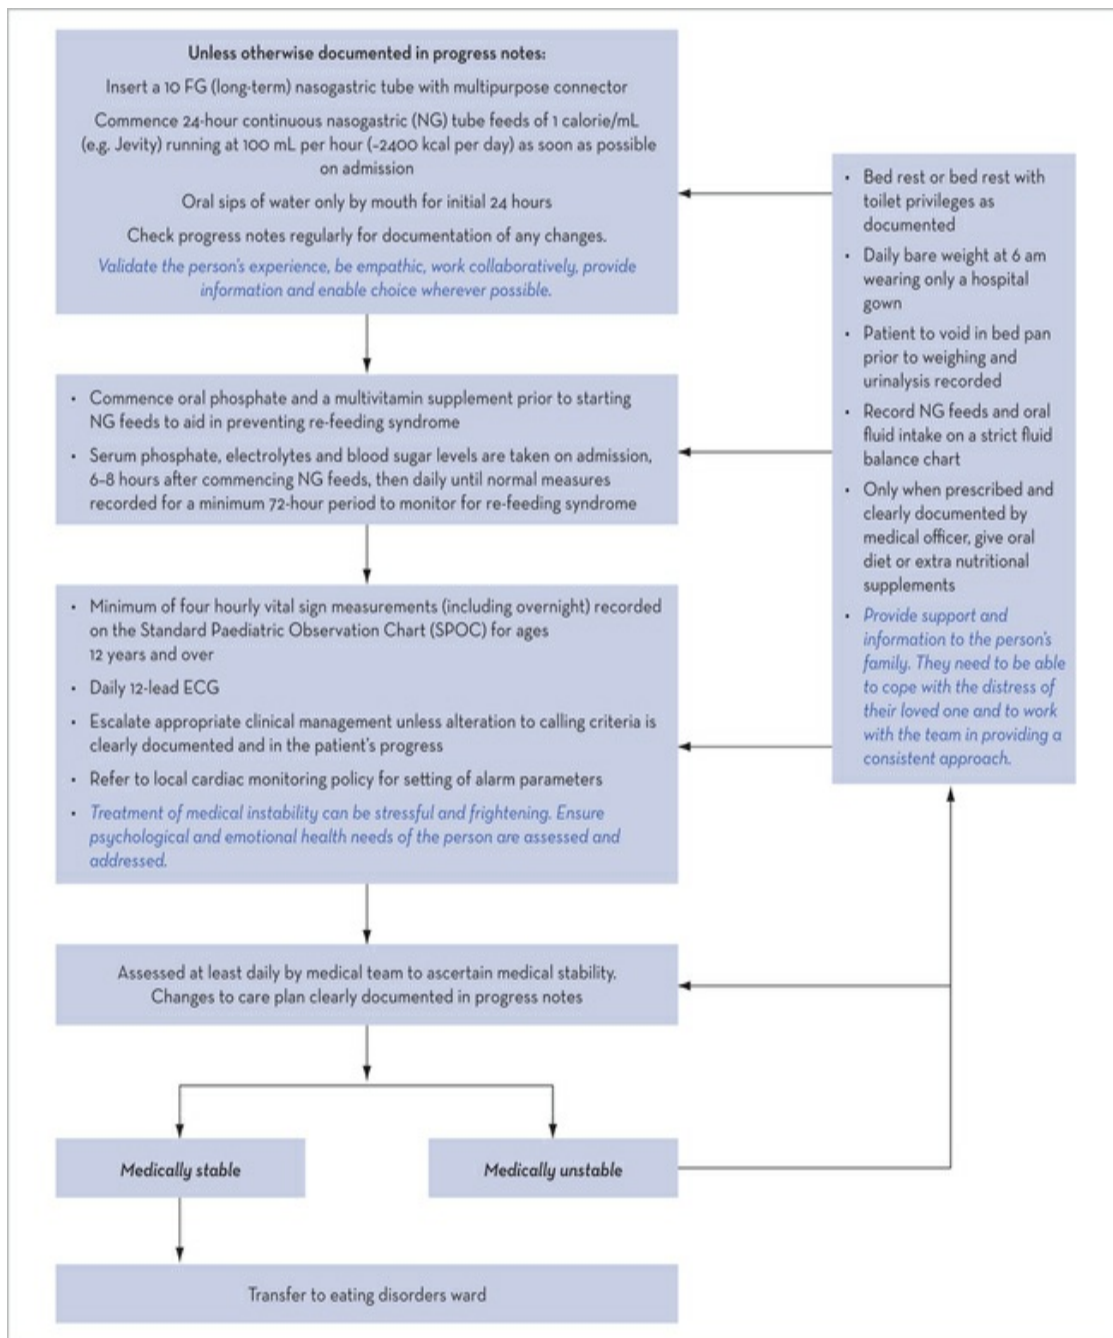 Unless otherwise documented in progress notes:
Insert a 10 FG (long-term) nasogastric tube with multipurpose connector
Commence 24-hour continuous nasogastric (NG) tube feeds of 1 calorie/mL
(e.g. Jevity) running at 100 mL per hour (~2400 kcal per day) as soon as possible
on admission
Oral sips of water only by mouth for initial 24 hours
Check progress notes regularly for documentation of any changes.
Validate the person's experience, be empathic, work collaboratively, provide
information and enable choice wherever possible.
• Commence oral phosphate and a multivitamin supplement prior to starting
NG feeds to aid in preventing re-feeding syndrome
• Serum phosphate, electrolytes and blood sugar levels are taken on admission,
6–8 hours after commencing NG feeds, then daily until normal measures
recorded for a minimum 72-hour period to monitor for re-feeding syndrome
• Minimum of four hourly vital sign measurements (including overnight) recorded
on the Standard Paediatric Observation Chart (SPOC) for ages
12 years and over
• Daily 12-lead ECG
• Escalate appropriate clinical management unless alteration to calling criteria is
clearly documented and in the patient's progress
• Refer to local cardiac monitoring policy for setting of alarm parameters
• Treatment of medical instability can be stressful and frightening. Ensure
psychological and emotional health needs of the person are assessed and
addressed.
• Bed rest or bed rest with
toilet privileges as
documented
• Daily bare weight at 6 am
wearing only a hospital
gown
• Patient to void in bed pan
prior to weighing and
urinalysis recorded
• Record NG feeds and oral
fluid intake on a strict fluid
balance chart
• Only when prescribed and
clearly documented by
medical officer, give oral
diet or extra nutritional
supplements
• Provide support and
information to the person's
family. They need to be able
to cope with the distress of
their loved one and to work
with the team in providing a
consistent approach.
Assessed at least daily by medical team to ascertain medical stability.
Changes to care plan clearly documented in progress notes
Medically stable
Medically unstable
Transfer to eating disorders ward